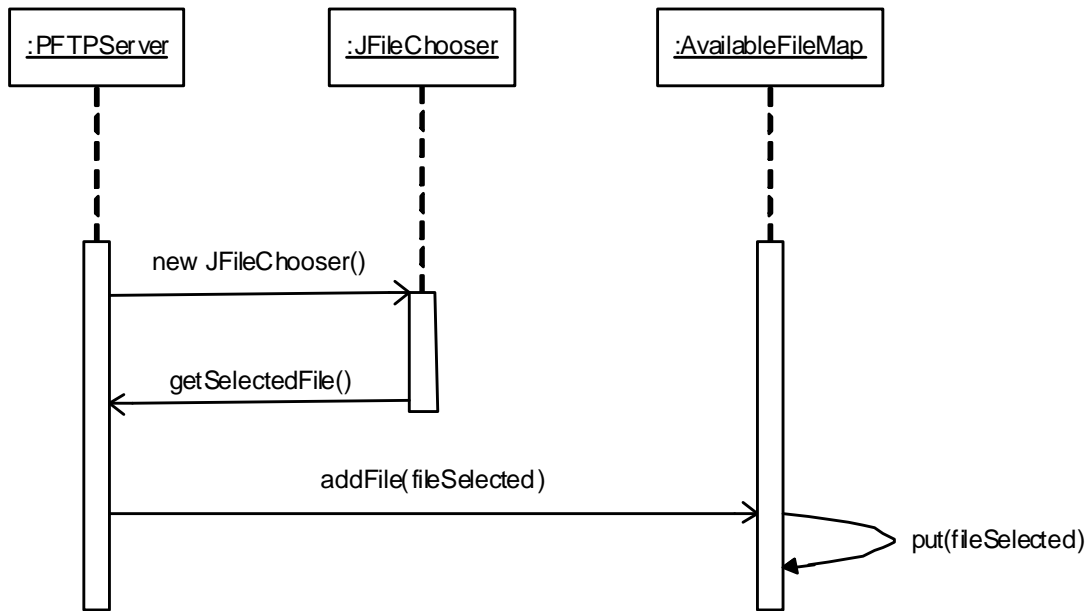 :PFTPServer
:JFileChooser
:AvailableFileMap
new JFileChooser()
getSelectedFile()
addFile(fileSelected)
put(fileSelected)